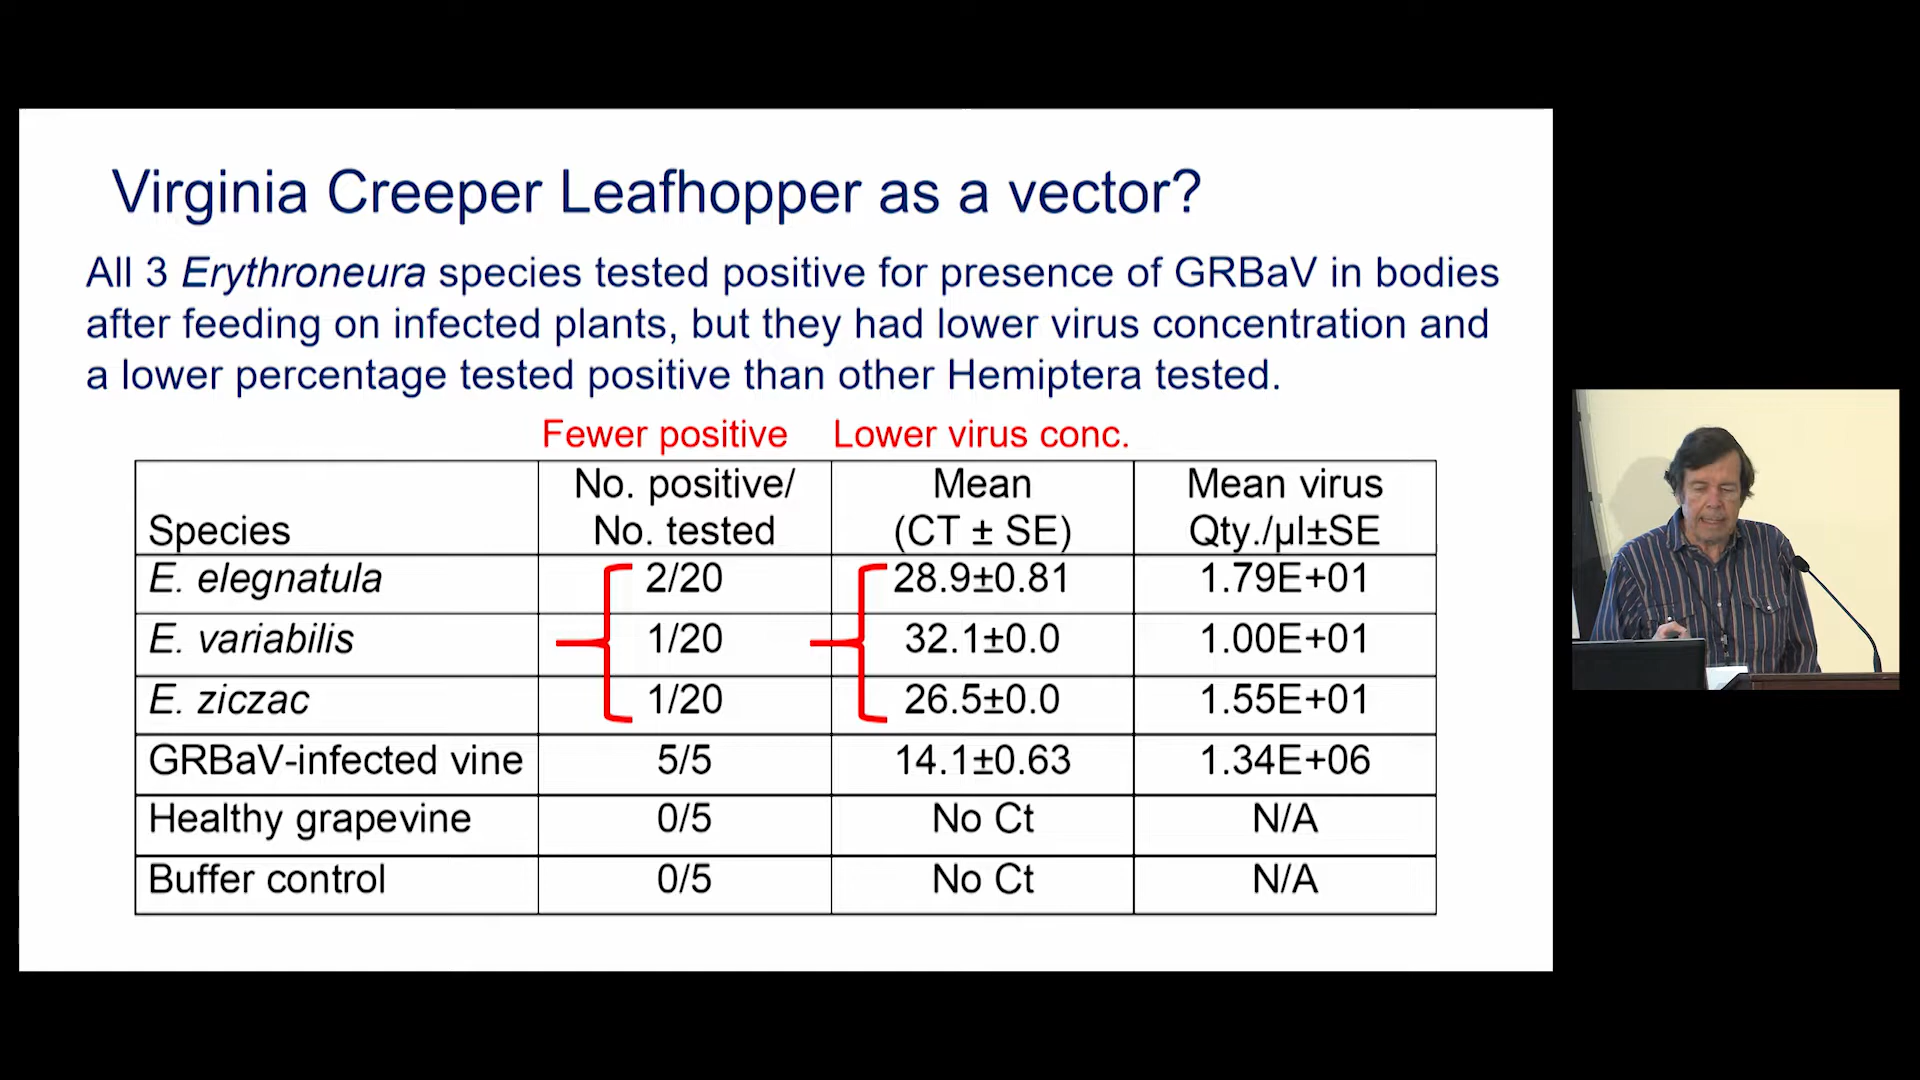 Virginia Creeper Leafhopper as a vector?
All 3 Erythroneura species tested positive for presence of GRBaV in bodies
after feeding on infected plants, but they had lower virus concentration and
a lower percentage tested positive than other Hemiptera tested.
Fewer positive Lower virus conc.
No. positive/ Mean Mean virus
Species No. tested (CT ± SE) Qty./µl±SE
E. elegnatula 2/20 28.9±0.81 1.79E+01
E. variabilis 1/20 32.1±0.0 1.00E+01
E. ziczac 1/20 26.5±0.0 1.55E+01
GRBaV-infected vine 5/5 14.1±0.63 1.34E+06
Healthy grapevine 0/5 No Ct N/A
Buffer control 0/5 No Ct N/A